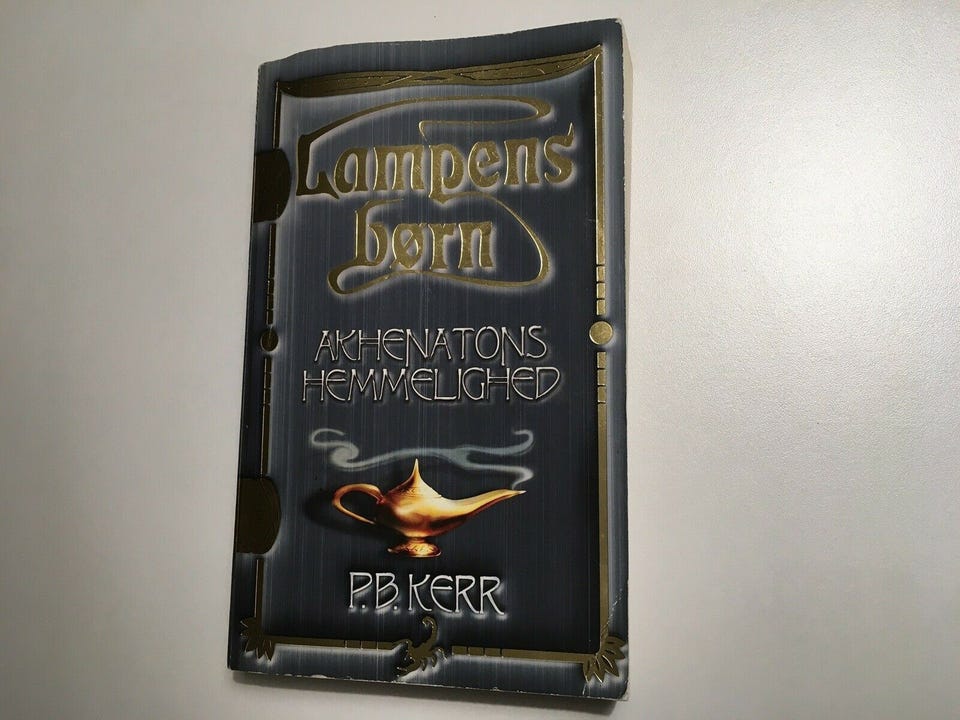 Lampens
børn
AKHENATONS
HEMMELIGHED
P.B. KERR